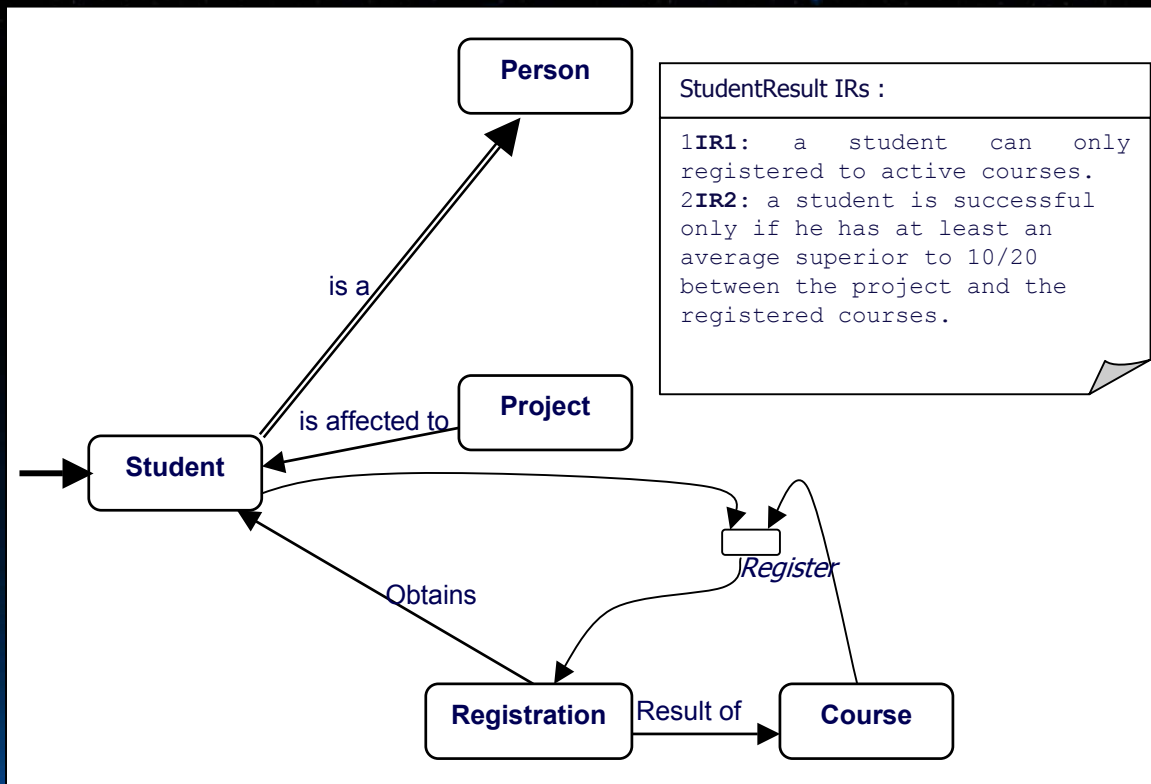 Person
StudentResult IRs :
1IR1: a student can only
registered to active courses.
2IR2: a student is successful
only if he has at least an
average superior to 10/20
between the project and the
registered courses.
is a
Project
is affected to
Student
Register
Obtains
Registration
Result of
Course